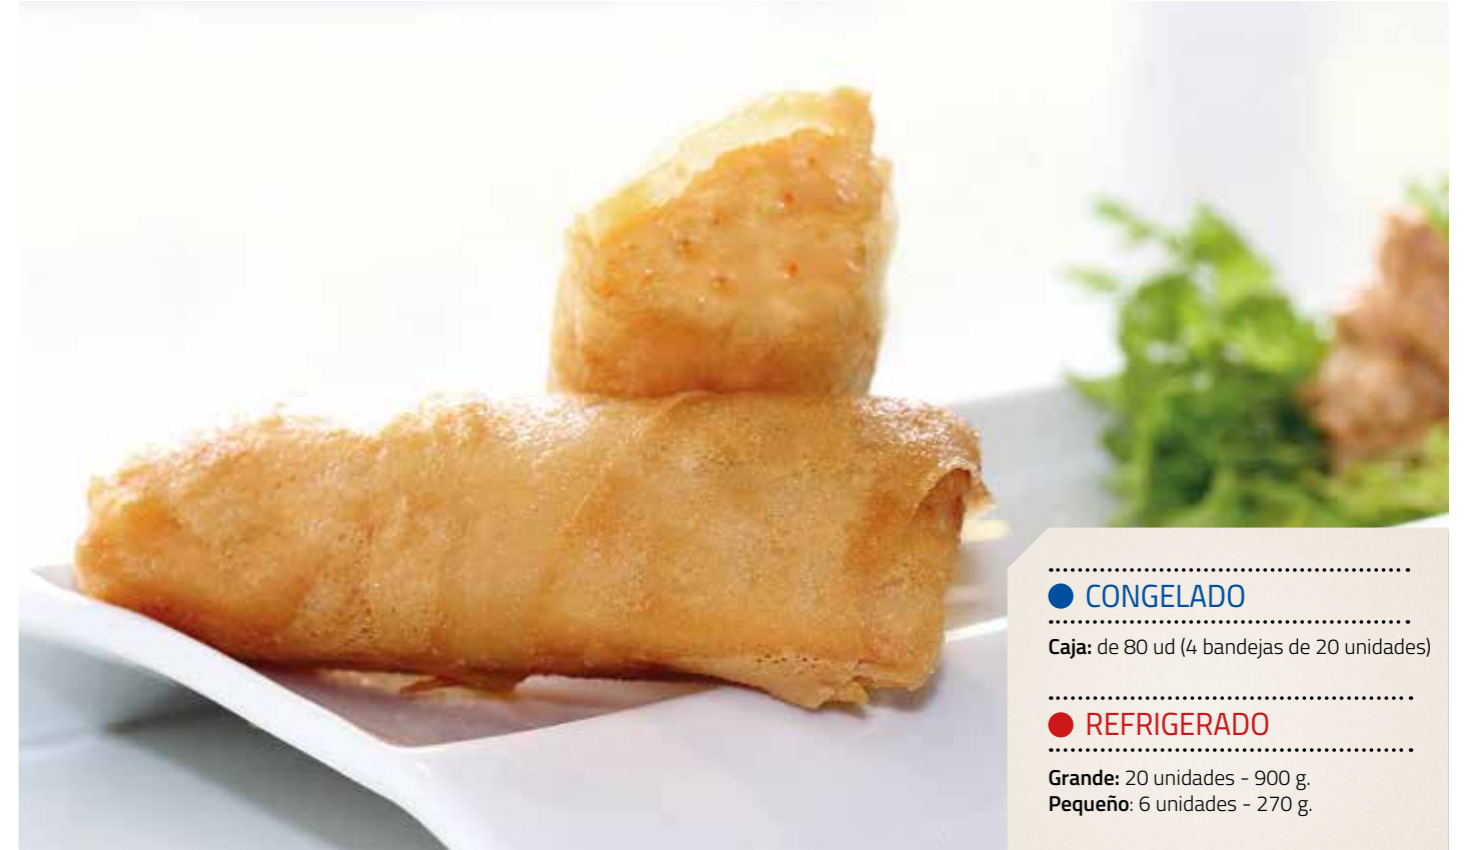 CONGELADO
Caja: de 80 ud (4 bandejas de 20 unidades)
REFRIGERADO
Grande: 20 unidades - 900 g.
Pequeño: 6 unidades - 270 g.